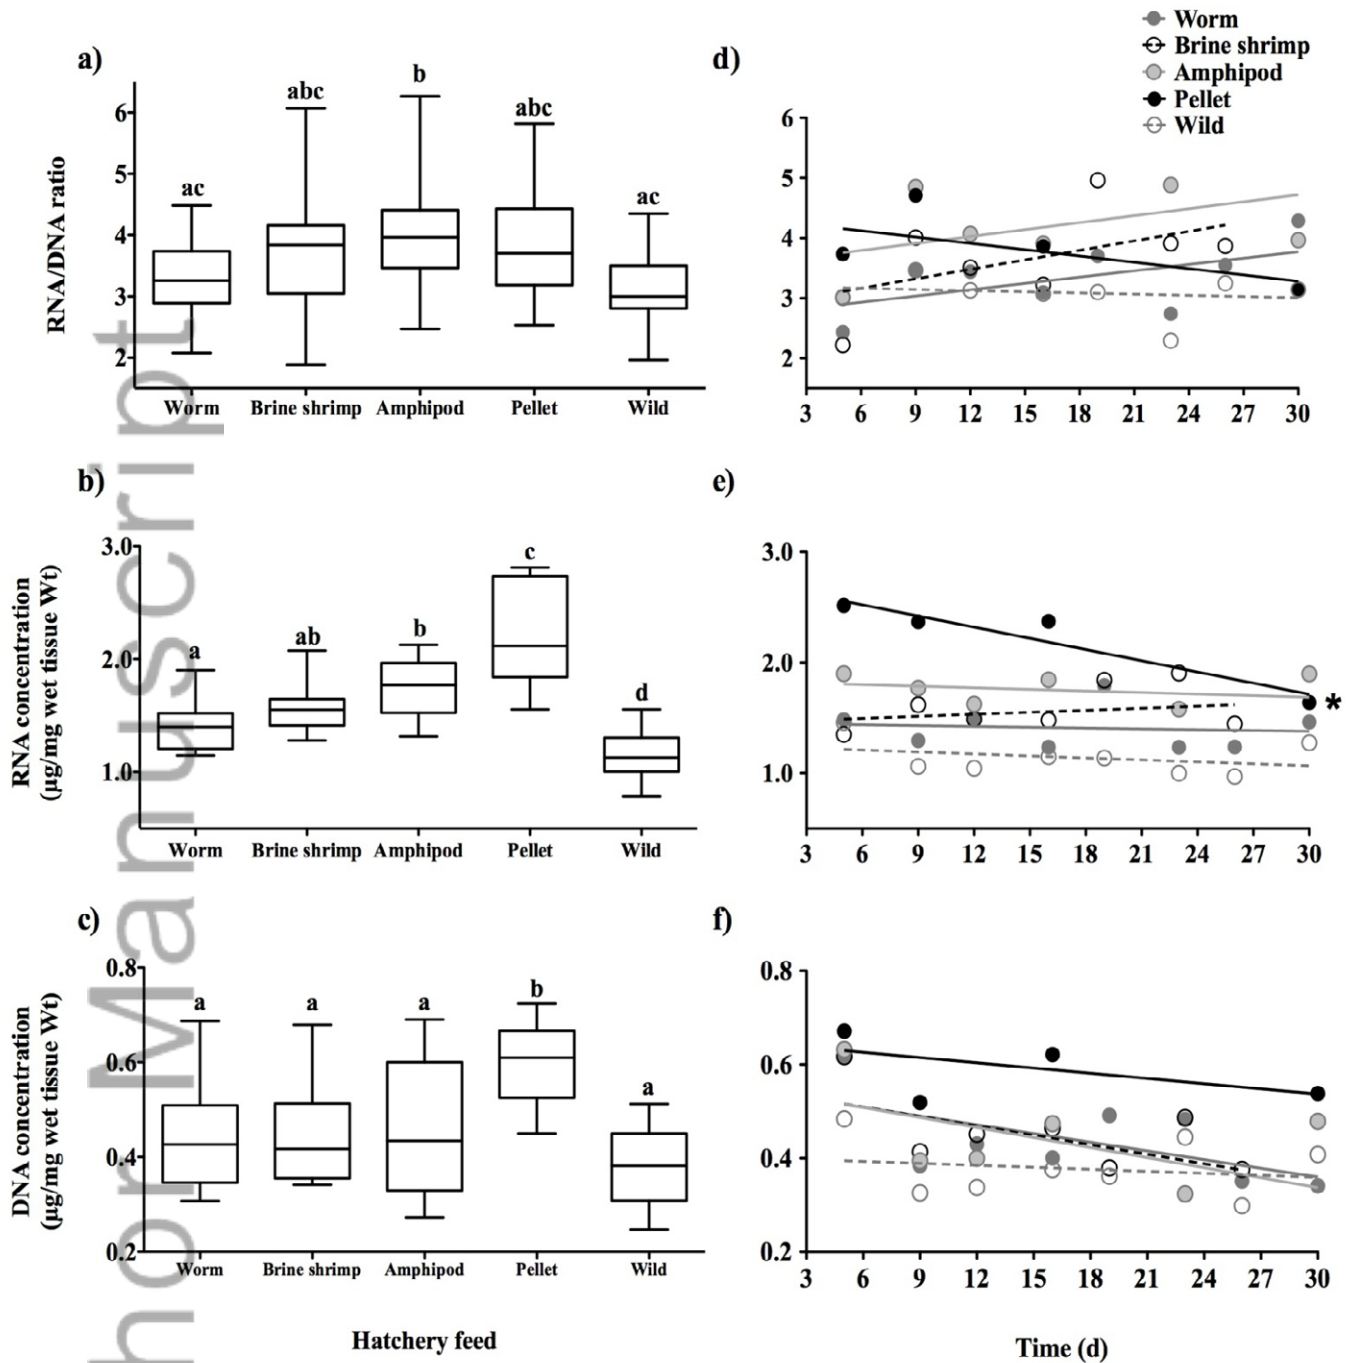 a)
RNA/DNA ratio
6
5
4
3
2
ac
abc
b
abc
ac
Worm
Brine shrimp
Amphipod
Pellet
Wild
d)
Worm
Brine shrimp
Amphipod
Pellet
Wild
6
5
4
3
2
3 6 9 12 15 18 21 24 27 30
b)
RNA concentration
(µg/mg wet tissue Wt)
3.0
2.0
1.0
a
ab
b
c
d
Worm
Brine shrimp
Amphipod
Pellet
Wild
e)
3.0
2.0
1.0
*
3 6 9 12 15 18 21 24 27 30
c)
DNA concentration
(µg/mg wet tissue Wt)
0.8
0.6
0.4
0.2
a
a
a
b
a
Worm
Brine shrimp
Amphipod
Pellet
Wild
Hatchery feed
f)
0.8
0.6
0.4
0.2
3 6 9 12 15 18 21 24 27 30
Time (d)
hor Manuscript